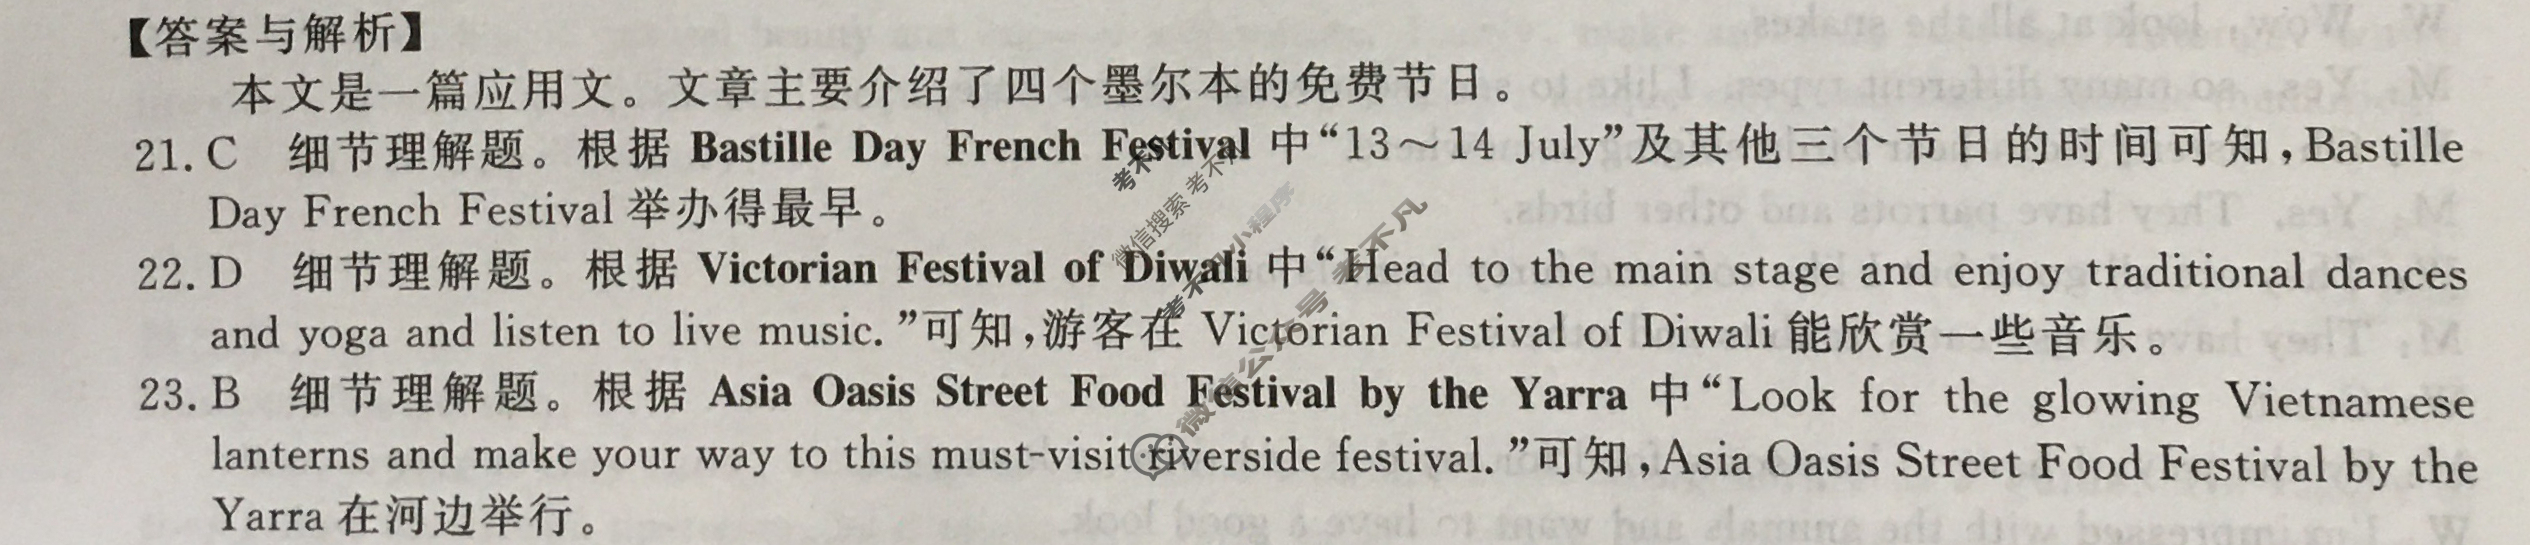 【答案与解析】
本文是一篇应用文。文章主要介绍了四个墨尔本的免费节日。
21. C 细节理解题。根据 Bastille Day French Festival 中“13～14 July”及其他三个节日的时间可知,Bastille
Day French Festival 举办得最早。
22. D 细节理解题。根据 Victorian Festival of Diwali 中“Head to the main stage and enjoy traditional dances
and yoga and listen to live music.”可知,游客在 Victorian Festival of Diwali 能欣赏一些音乐。
23. B 细节理解题。根据 Asia Oasis Street Food Festival by the Yarra 中“Look for the glowing Vietnamese
lanterns and make your way to this must-visit riverside festival.”可知,Asia Oasis Street Food Festival by the
Yarra 在河边举行。